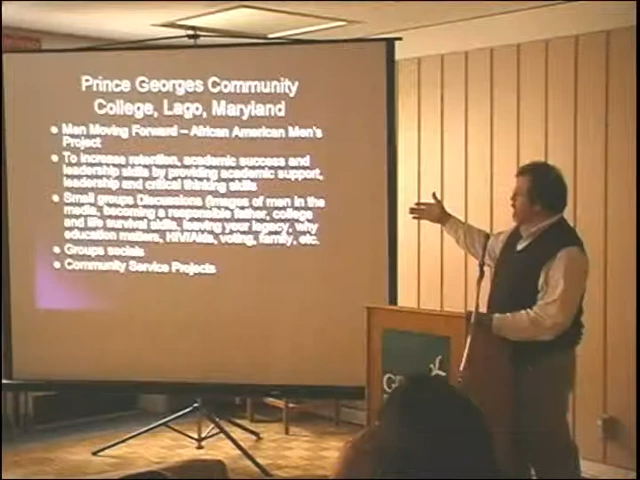 Prince Georges Community
College, Lago, Maryland
Men Moving Forward – African American Men's
Project
To increase retention, academic success and
leadership skills by providing academic support,
leadership and critical thinking skills
Small groups Discussions (images of men in the
media, becoming a responsible father, college
and life survival skills, leaving your legacy, why
education matters, HIV/Aids, voting, family, etc.
Groups socials
Community Service Projects